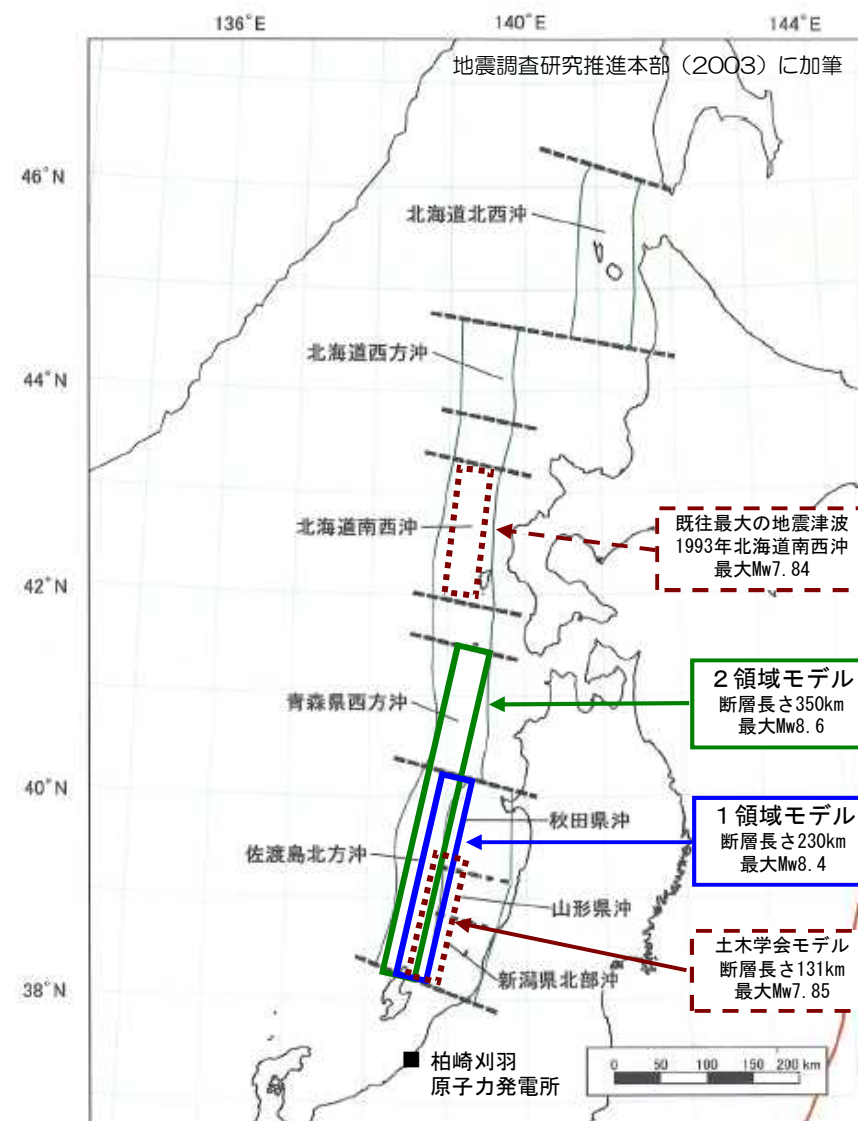 136°E
140°E
144°E
地震調査研究推進本部（2003）に加筆
46°N
北海道北西沖
北海道西方沖
44°N
北海道南西沖
既往最大の地震津波
1993年北海道南西沖
最大Mw7.84
42°N
２領域モデル
断層長さ350km
最大Mw8.6
青森県西方沖
40°N
１領域モデル
断層長さ230km
最大Mw8.4
秋田県沖
佐渡島北方沖
山形県沖
土木学会モデル
断層長さ131km
最大Mw7.85
新潟県北部沖
38°N
柏崎刈羽
原子力発電所
0 50 100 150 200 km